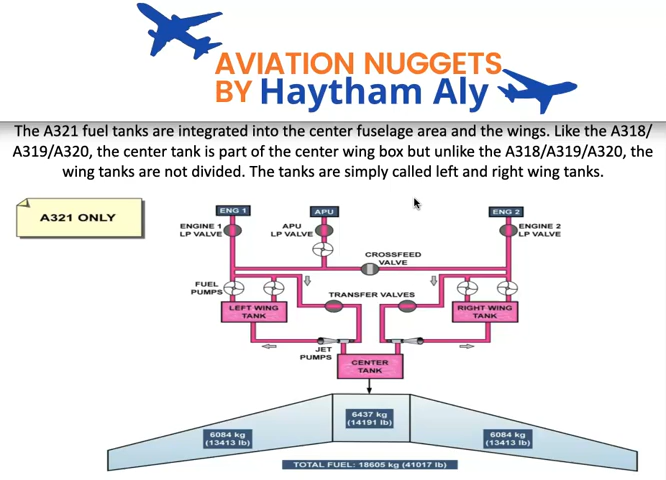 AVIATION NUGGETS
BY Haytham Aly
The A321 fuel tanks are integrated into the center fuselage area and the wings. Like the A318/
A319/A320, the center tank is part of the center wing box but unlike the A318/A319/A320, the
wing tanks are not divided. The tanks are simply called left and right wing tanks.
A321 ONLY
ENG 1
APU
ENG 2
ENGINE 1
LP VALVE
APU
LP VALVE
ENGINE 2
LP VALVE
CROSSFEED
VALVE
FUEL
PUMPS
TRANSFER VALVES
LEFT WING
TANK
RIGHT WING
TANK
JET
PUMPS
CENTER
TANK
6084 kg
(13413 lb)
6437 kg
(14191 lb)
6084 kg
(13413 lb)
TOTAL FUEL: 18605 kg (41017 lb)